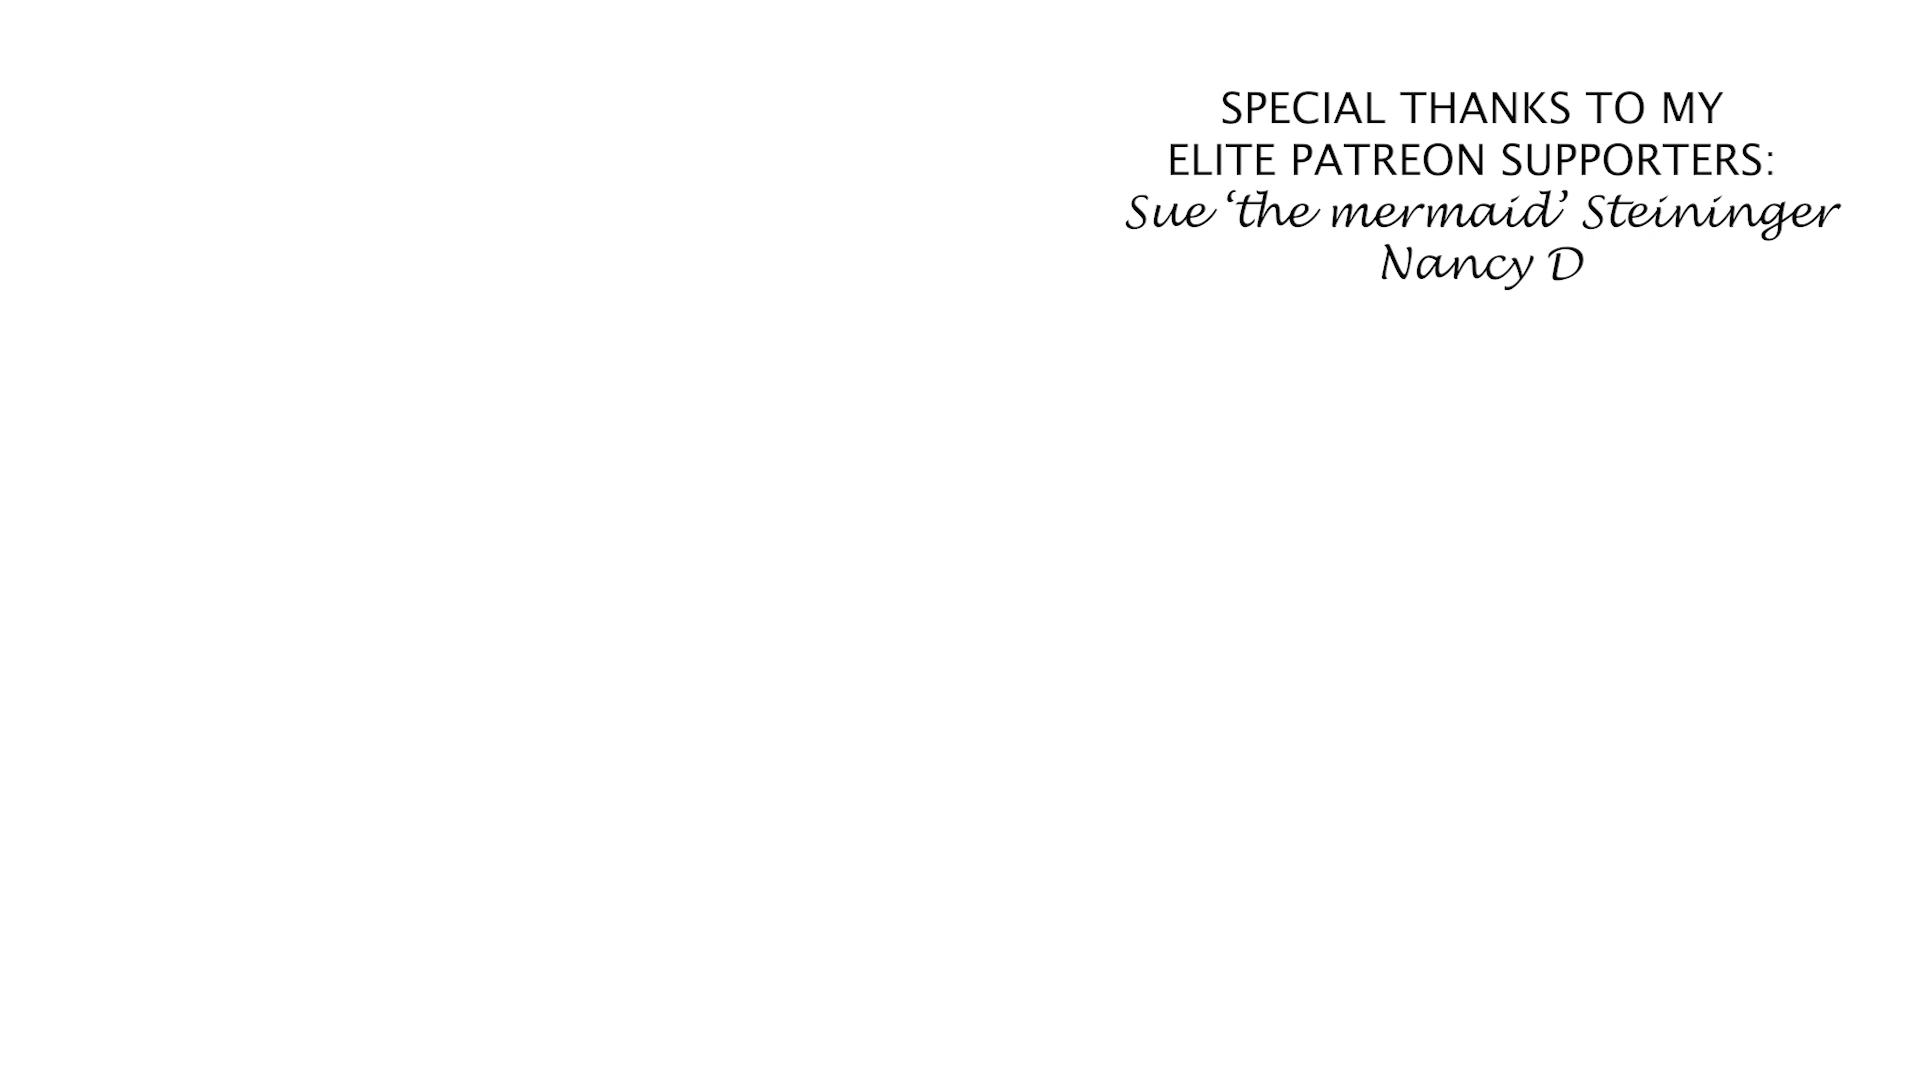 SPECIAL THANKS TO MY
ELITE PATREON SUPPORTERS:
Sue ‘the mermaid’ Steininger
Nancy D